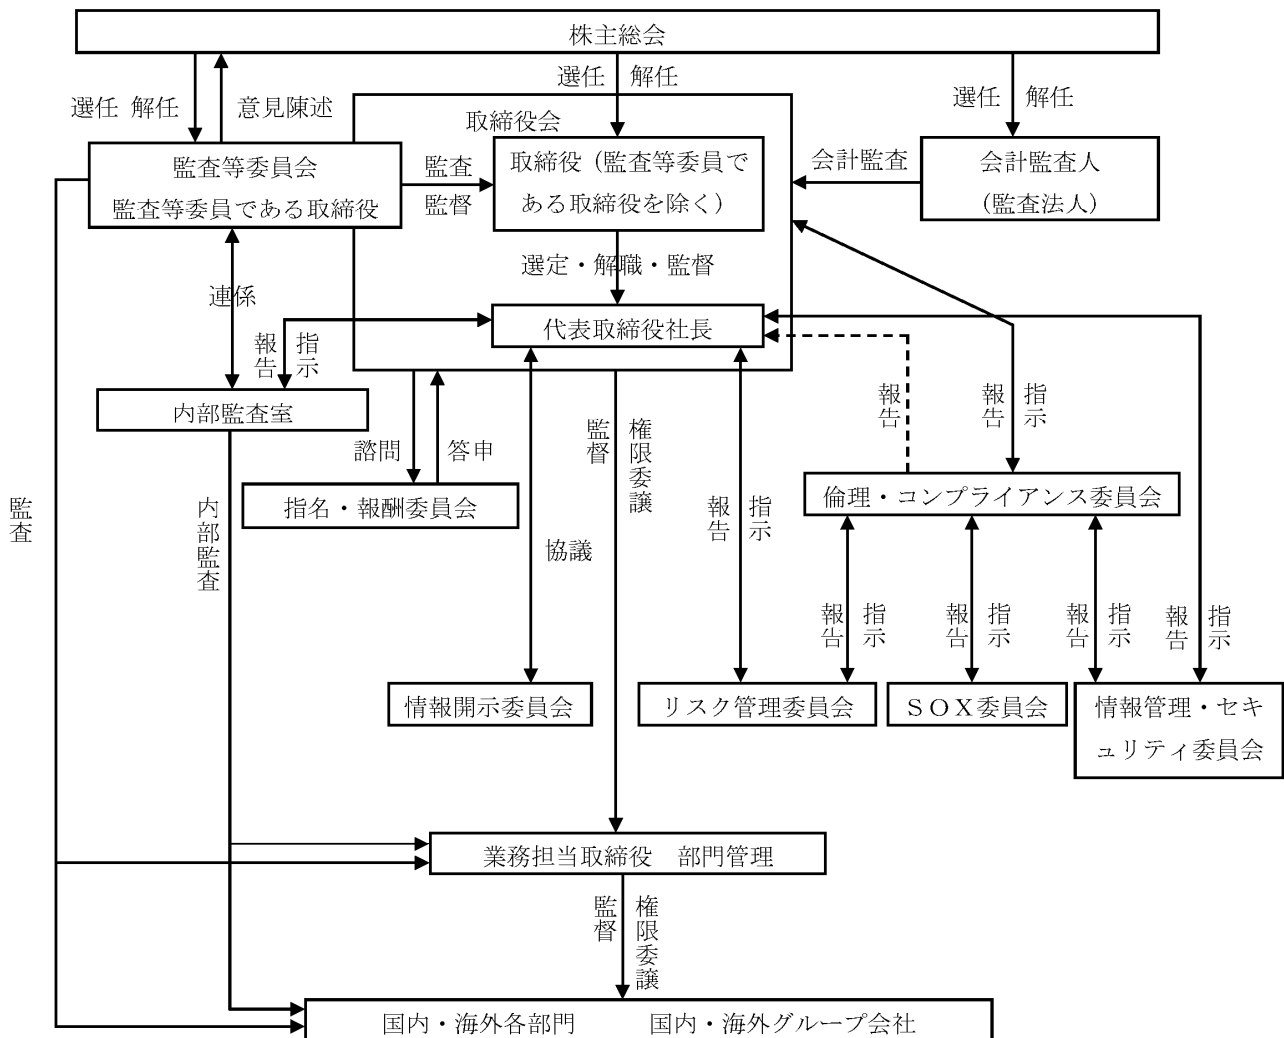 株主総会
選任 解任
意見陳述
選任 解任
選任 解任
取締役会
監査等委員会
監査等委員である取締役
監査
監督
取締役（監査等委員で
ある取締役を除く）
会計監査
会計監査人
（監査法人）
選定・解職・監督
連係
代表取締役社長
報告
指示
内部監査室
諮問
答申
監督
権限委譲
報告
報告
指示
指名・報酬委員会
倫理・コンプライアンス委員会
監査
内部監査
協議
報告
指示
報告
指示
報告
指示
報告
指示
報告
指示
情報開示委員会
リスク管理委員会
ＳＯＸ委員会
情報管理・セキ
ュリティ委員会
業務担当取締役　部門管理
監督
権限委譲
国内・海外各部門　国内・海外グループ会社